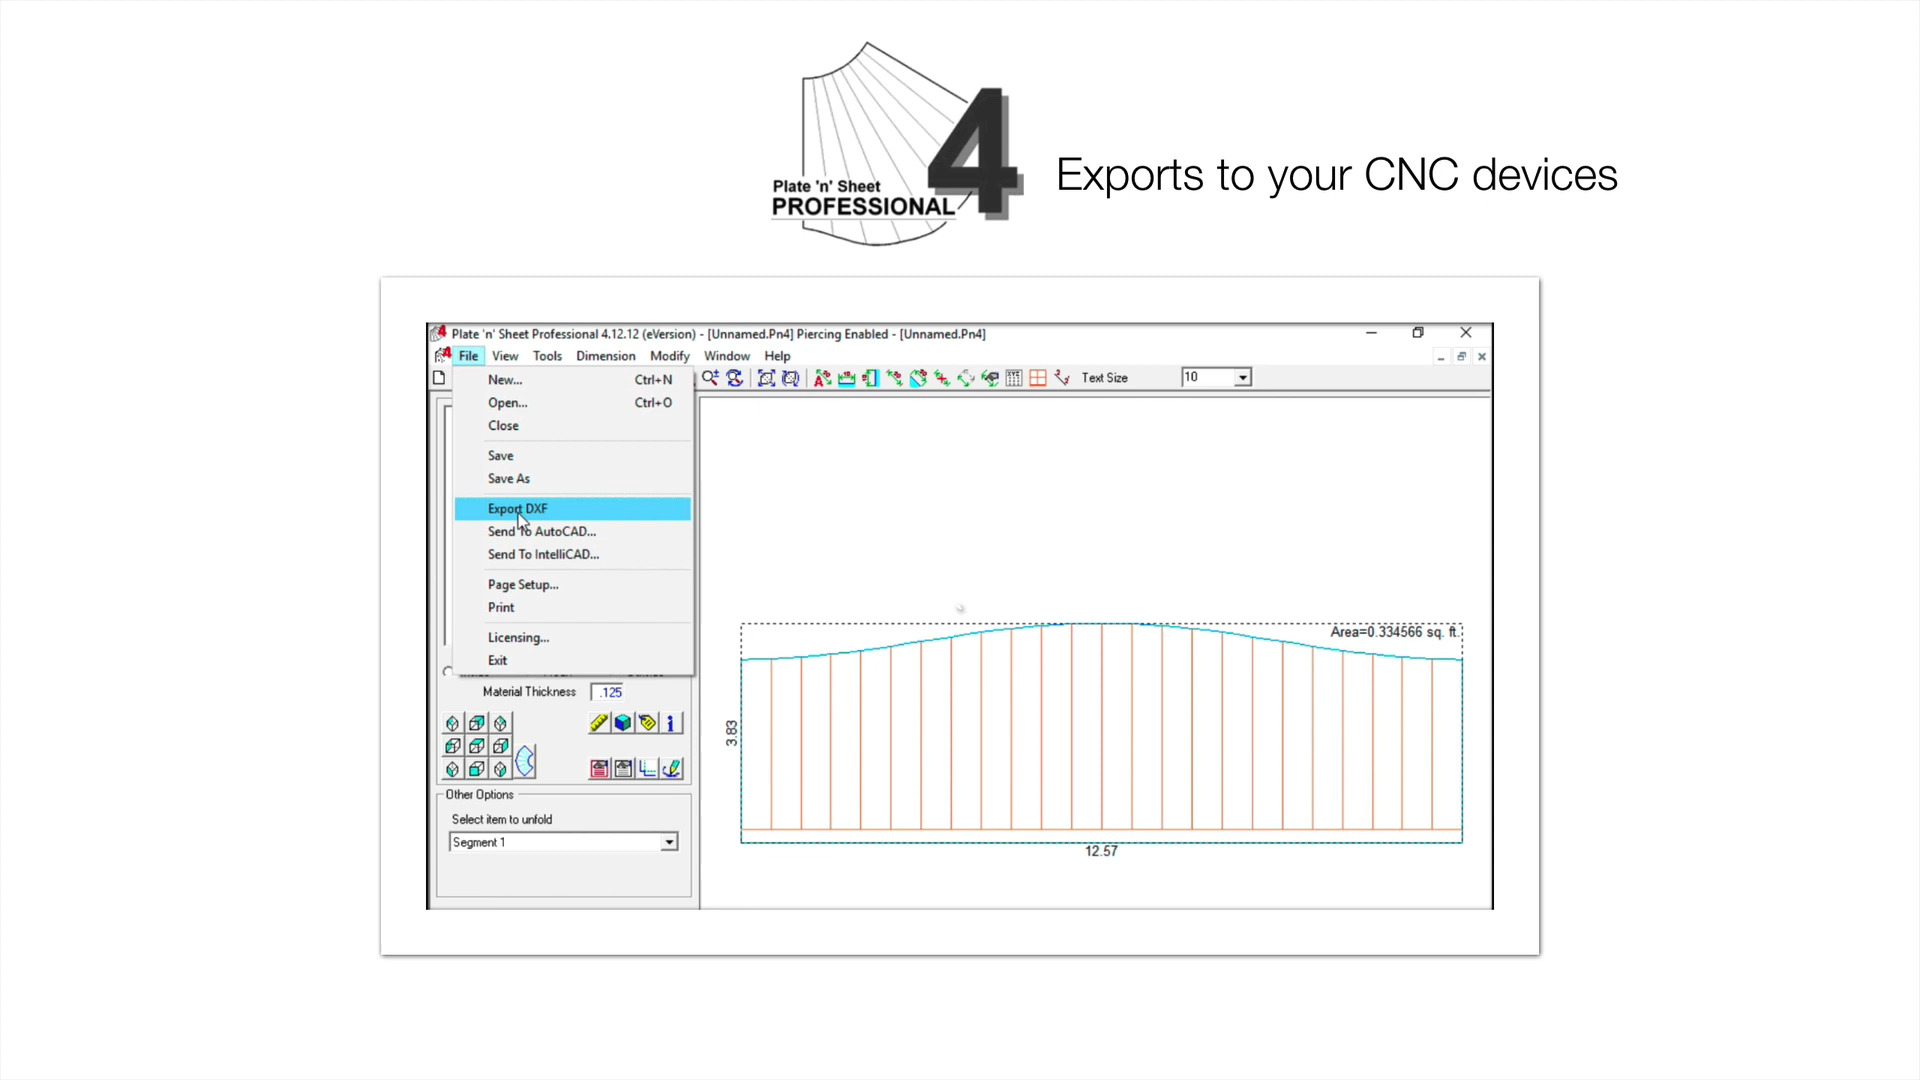 4
Plate 'n' Sheet
PROFESSIONAL
Exports to your CNC devices
Plate 'n' Sheet Professional 4.12.12 (eVersion) - [Unnamed.Pn4] Piercing Enabled - [Unnamed.Pn4]
File View Tools Dimension Modify Window Help
Text Size 10
New... Ctrl+N
Open... Ctrl+O
Close
Save
Save As
Export DXF
Send To AutoCAD...
Send To IntelliCAD...
Page Setup...
Print
Licensing...
Exit
Material Thickness .125
Other Options
Select item to unfold
Segment 1
Area=0.334566 sq. ft.
3.83
12.57